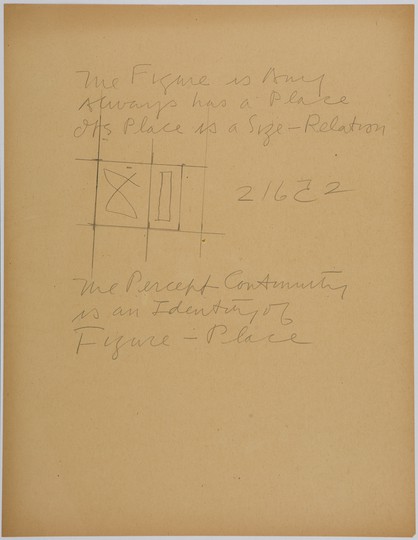 The Figure is Any
Always has a Place
Its Place is a Size-Relation
The Percept Continuity
is an Identity of
Figure - Place